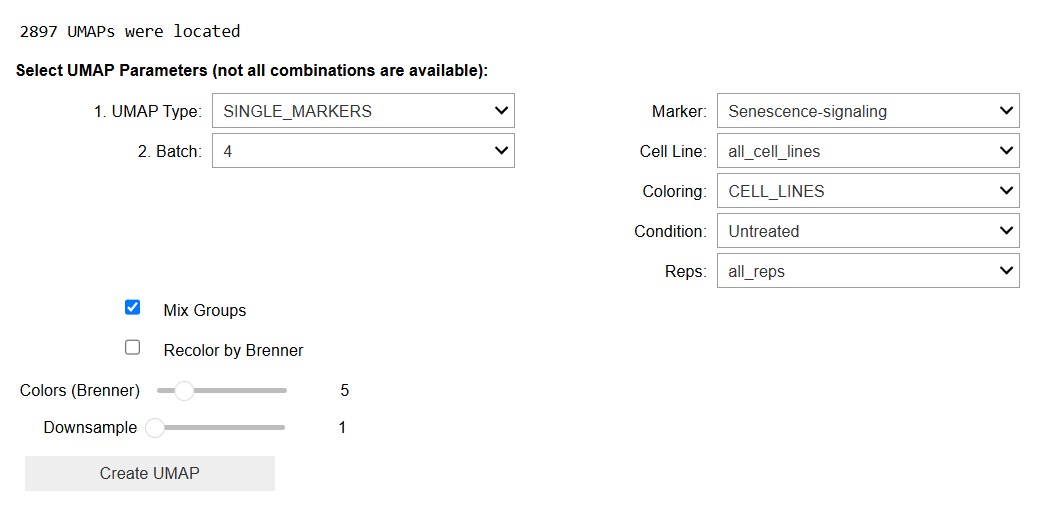 2897 UMAPs were located
Select UMAP Parameters (not all combinations are available):
1. UMAP Type: SINGLE_MARKERS
2. Batch: 4
Marker: Senescence-signaling
Cell Line: all_cell_lines
Coloring: CELL_LINES
Condition: Untreated
Reps: all_reps
Mix Groups
Recolor by Brenner
Colors (Brenner) 5
Downsample 1
Create UMAP